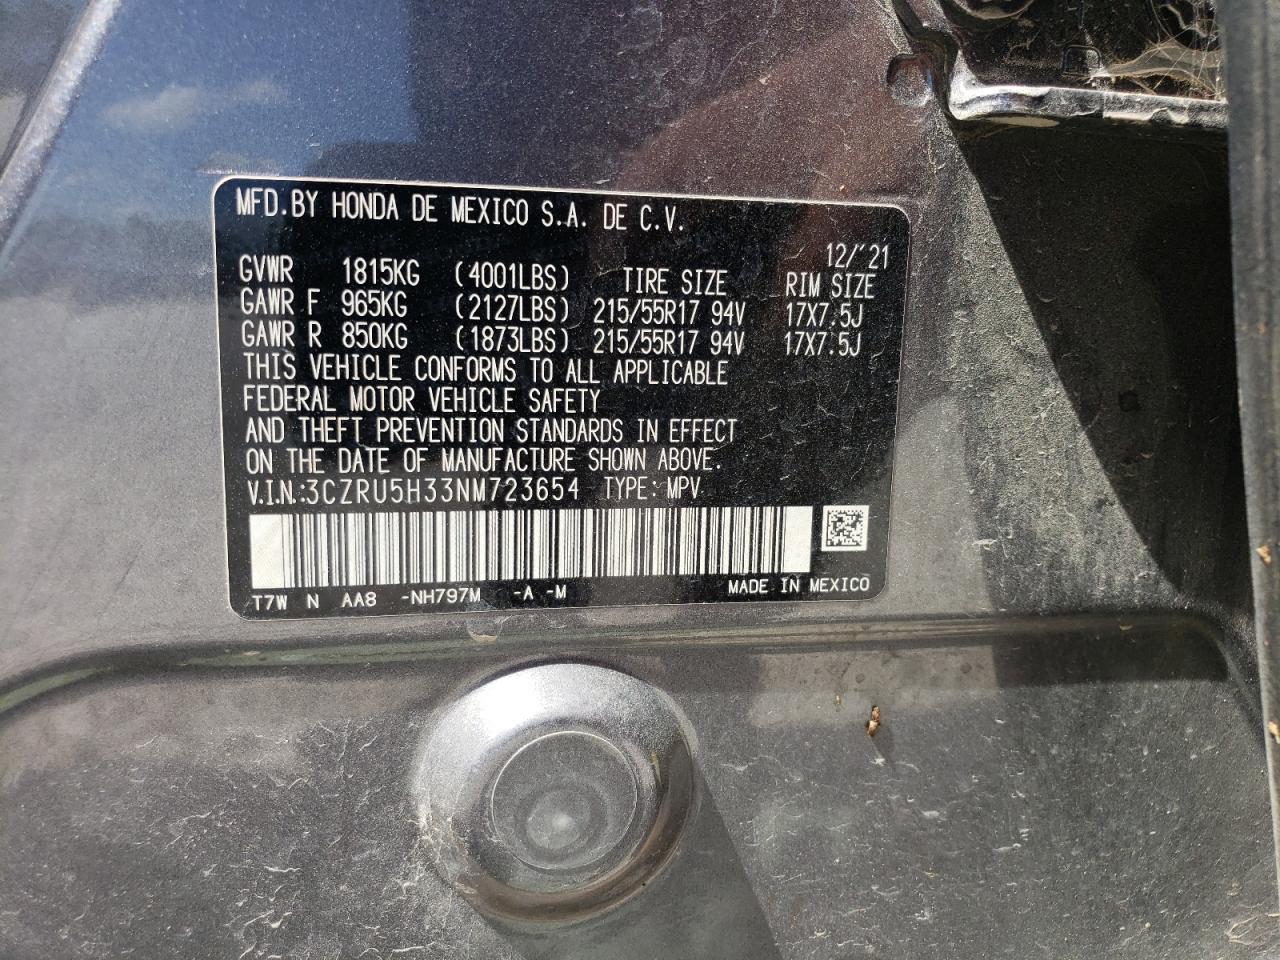 MFD.BY HONDA DE MEXICO S.A. DE C.V.
12/'21
GVWR 1815KG (4001LBS) TIRE SIZE RIM SIZE
GAWR F 965KG (2127LBS) 215/55R17 94V 17X7.5J
GAWR R 850KG (1873LBS) 215/55R17 94V 17X7.5J
THIS VEHICLE CONFORMS TO ALL APPLICABLE
FEDERAL MOTOR VEHICLE SAFETY
AND THEFT PREVENTION STANDARDS IN EFFECT
ON THE DATE OF MANUFACTURE SHOWN ABOVE.
V.I.N.:3CZRU5H33NM723654 TYPE: MPV
T7W N AA8 -NH797M -A -M MADE IN MEXICO